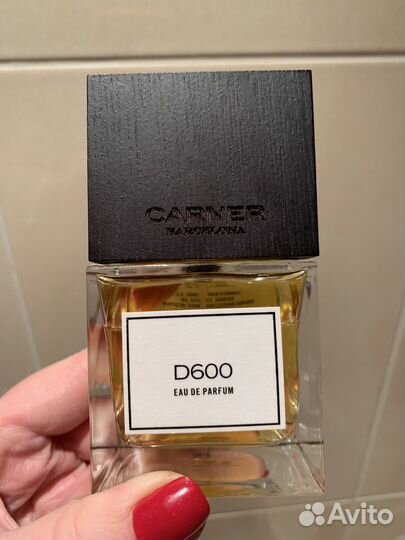 CARNER
BARCELONA
D600
EAU DE PARFUM
Avito